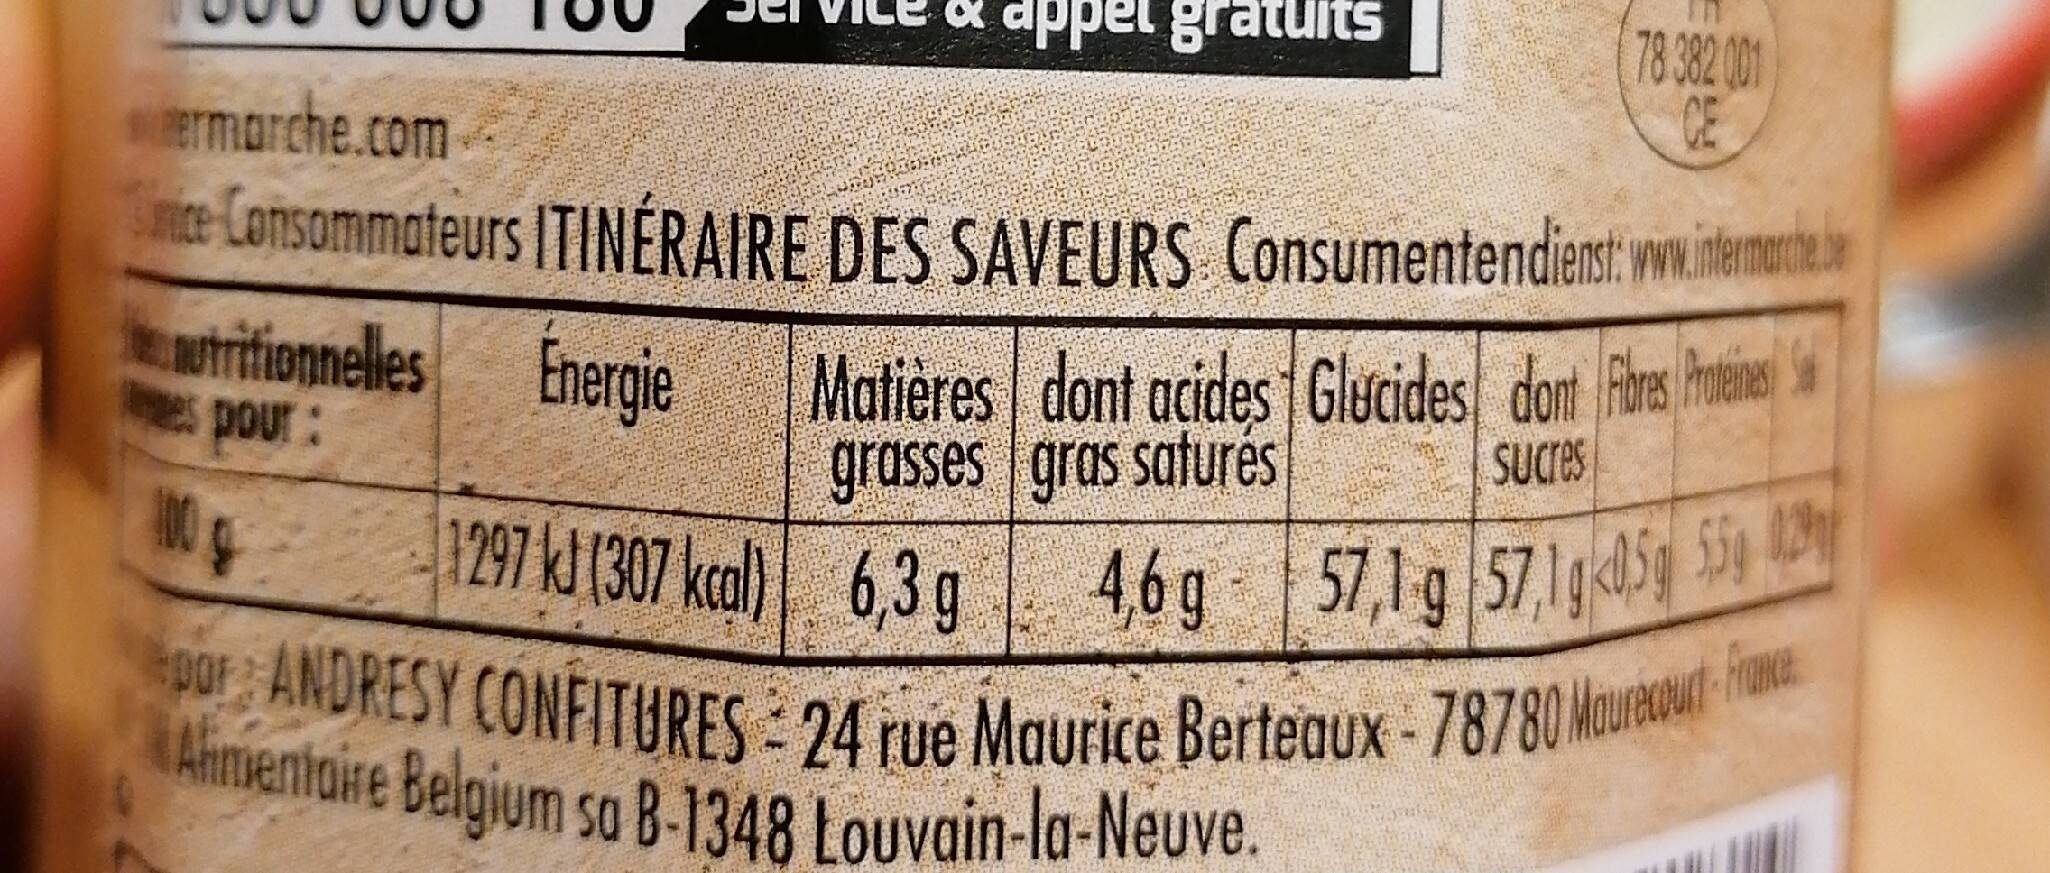 Service & appel gratuits
78 382 001
CE
Consommateurs ITINÉRAIRE DES SAVEURS. Consumentendienst: www.intermarche.be
nutritionnelles pour : Énergie Matières grasses dont acides gras saturés Glucides dont sucres Fibres Protéines Sel
100 g 1297 kJ (307 kcal) 6,3 g 4,6 g 57,1 g 57,1 g <0,5 g 5,5 g
par : ANDRESY CONFITURES - 24 rue Maurice Berteaux - 78780 Maurecourt - France.
Alimentaire Belgium sa B-1348 Louvain-la-Neuve.